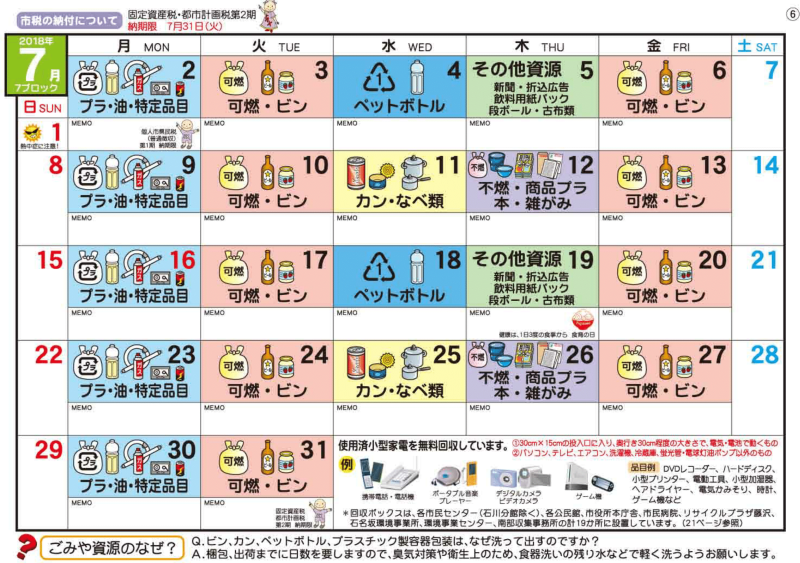 市税の納付について
固定資産税・都市計画税第2期
納期限 7月31日(火)
⑥
2018年
7月
7ブロック
月 MON
火 TUE
水 WED
木 THU
金 FRI
土 SAT
日 SUN
1
熱中症に注意!
2
プラ
プラ・油・特定品目
MEMO
個人市県民税
(普通徴収)
第1期 納期限
3
可燃
可燃・ビン
MEMO
4
1
ペットボトル
MEMO
その他資源 5
新聞・折込広告
飲料用紙パック
段ボール・古布類
MEMO
6
可燃
可燃・ビン
MEMO
7
8
9
プラ
プラ・油・特定品目
MEMO
10
可燃
可燃・ビン
MEMO
11
カン・なべ類
MEMO
12
不燃
不燃・商品プラ
本・雑がみ
MEMO
13
可燃
可燃・ビン
MEMO
14
15
16
プラ
プラ・油・特定品目
MEMO
17
可燃
可燃・ビン
MEMO
18
1
ペットボトル
MEMO
その他資源 19
新聞・折込広告
飲料用紙パック
段ボール・古布類
MEMO
健康は、1日3度の食事から 食育の日
20
可燃
可燃・ビン
MEMO
21
22
23
プラ
プラ・油・特定品目
MEMO
24
可燃
可燃・ビン
MEMO
25
カン・なべ類
MEMO
26
不燃
不燃・商品プラ
本・雑がみ
MEMO
27
可燃
可燃・ビン
MEMO
28
29
30
プラ
プラ・油・特定品目
MEMO
31
可燃
可燃・ビン
MEMO
固定資産税
都市計画税
第2期 納期限
使用済小型家電を無料回収しています。
①30cm×15cmの投入口に入り、奥行き30cm程度の大きさで、電気・電池で動くもの
②パソコン、テレビ、エアコン、洗濯機、冷蔵庫、蛍光管・電球灯油ポンプ以外のもの
例
携帯電話・電話機
ポータブル音楽
プレーヤー
デジタルカメラ
ビデオカメラ
ゲーム機
品目例 DVDレコーダー、ハードディスク、
小型プリンター、電動工具、小型加湿器、
ヘアドライヤー、電気かみそり、時計、
ゲーム機など
*回収ボックスは、各市民センター(石川分館除く)、各公民館、市役所本庁舎、市民病院、リサイクルプラザ藤沢、
石名坂環境事業所、環境事業センター、南部収集事務所の計19か所に設置しています。(21ページ参照)
?
ごみや資源のなぜ?
Q.ビン、カン、ペットボトル、プラスチック製容器包装は、なぜ洗って出すのですか?
A.梱包、出荷までに日数を要しますので、臭気対策や衛生上のため、食器洗いの残り水などで軽く洗うようお願いします。